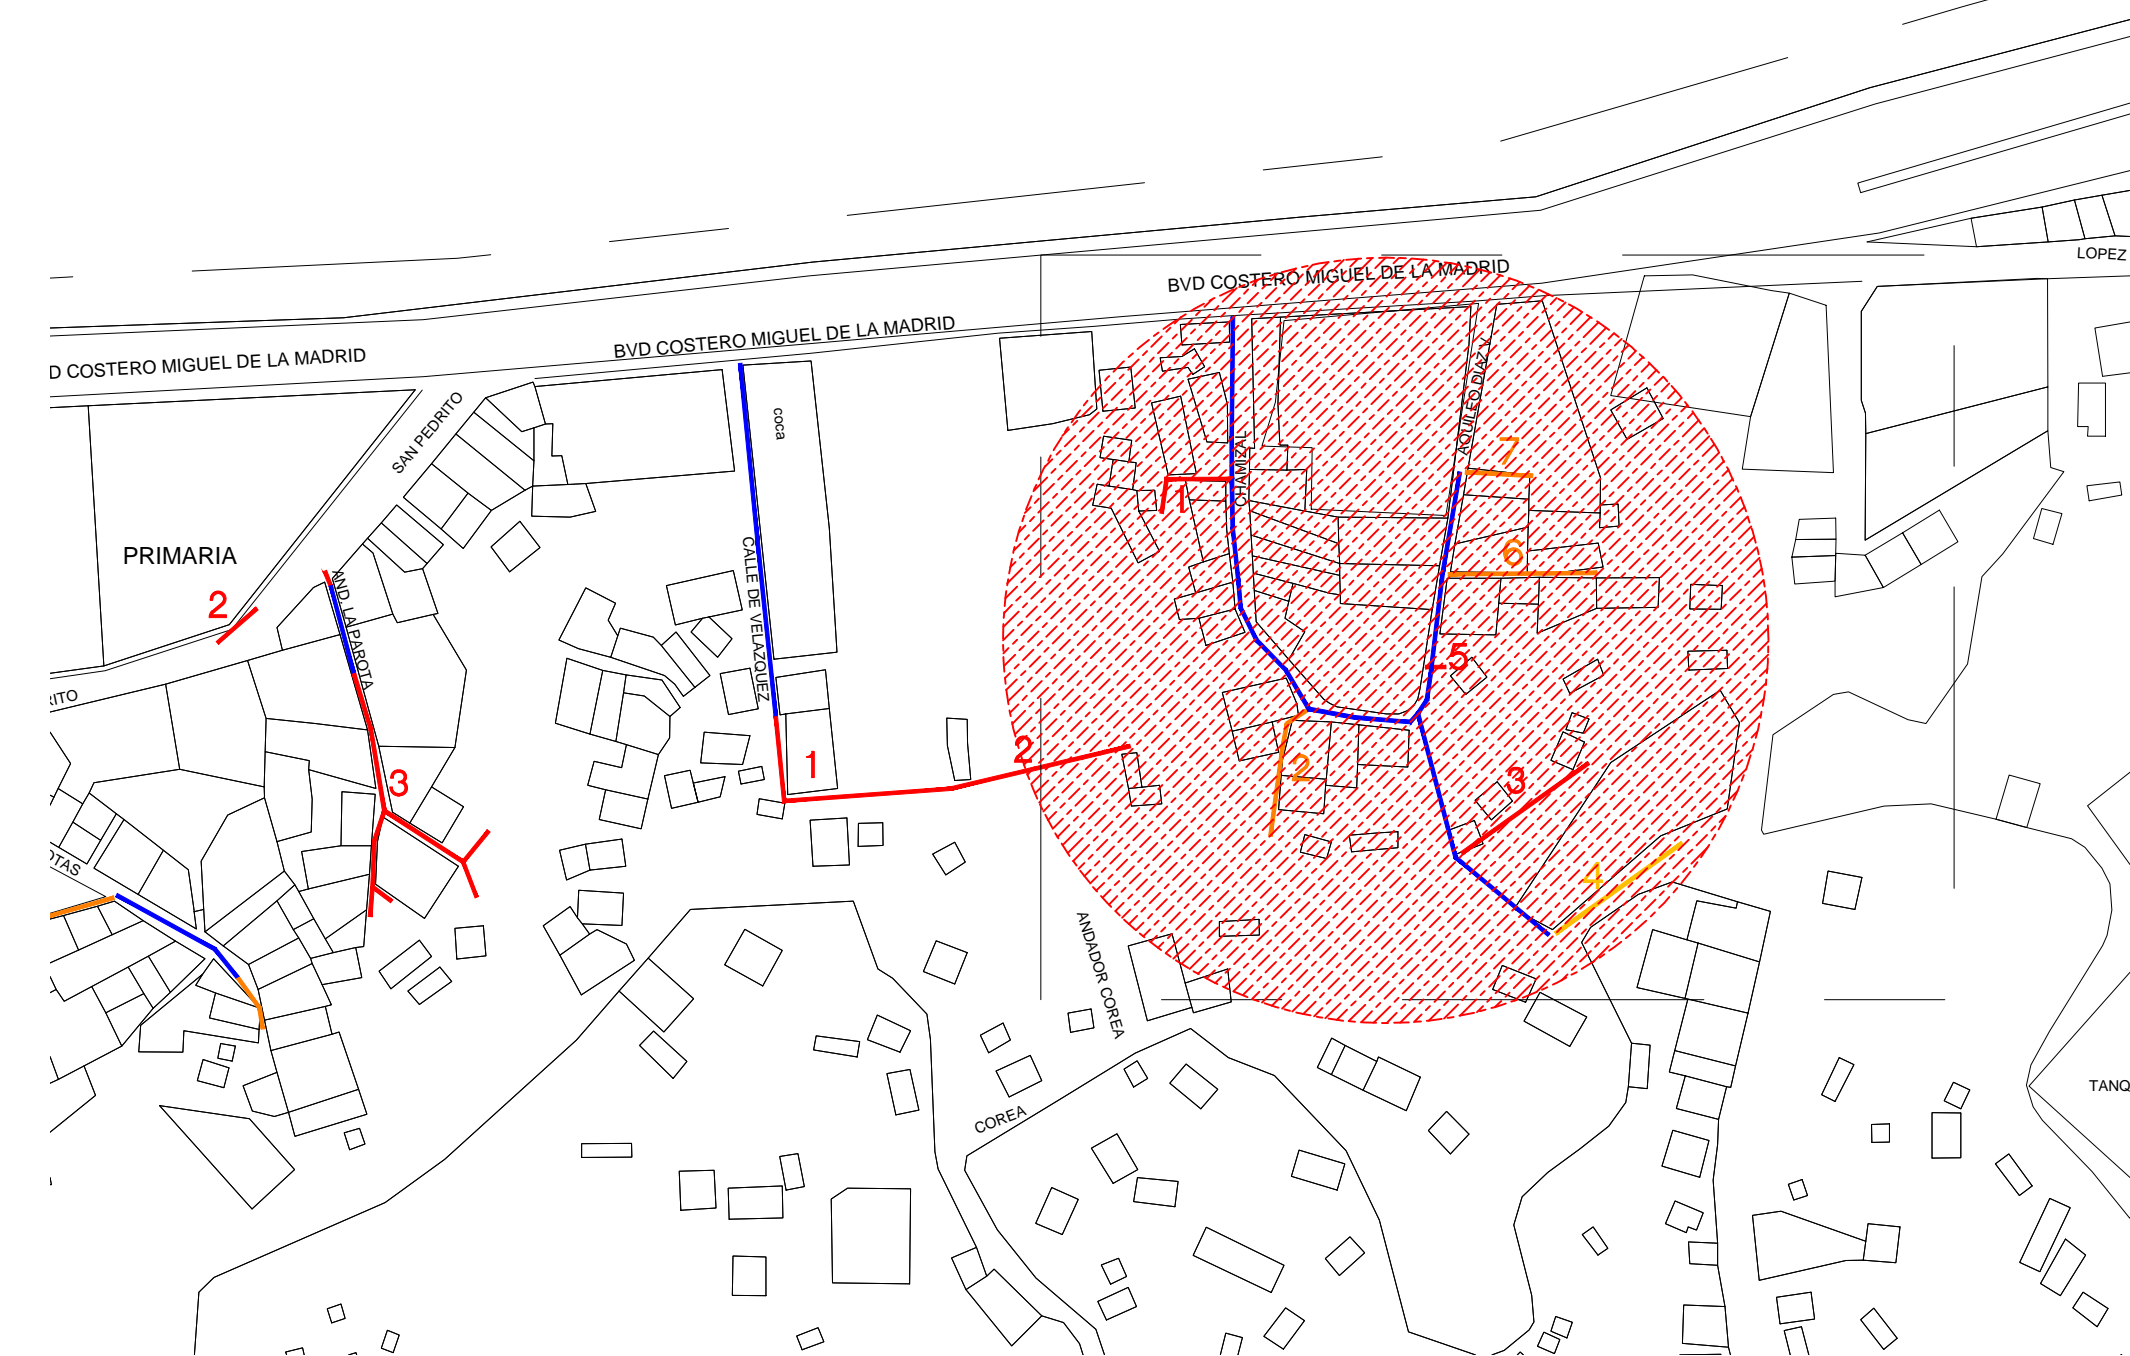 LOPEZ
BVD COSTERO MIGUEL DE LA MADRID
BVD COSTERO MIGUEL DE LA MADRID
D COSTERO MIGUEL DE LA MADRID
SAN PEDRITO
coca
AQUILEO DIAZ V
CHAMIZAL
7
1
6
PRIMARIA
2
AND. LA PAROTA
CALLE DE VELAZQUEZ
5
RITO
3
1
2
2
3
4
OTAS
ANDADOR COREA
COREA
TANQ